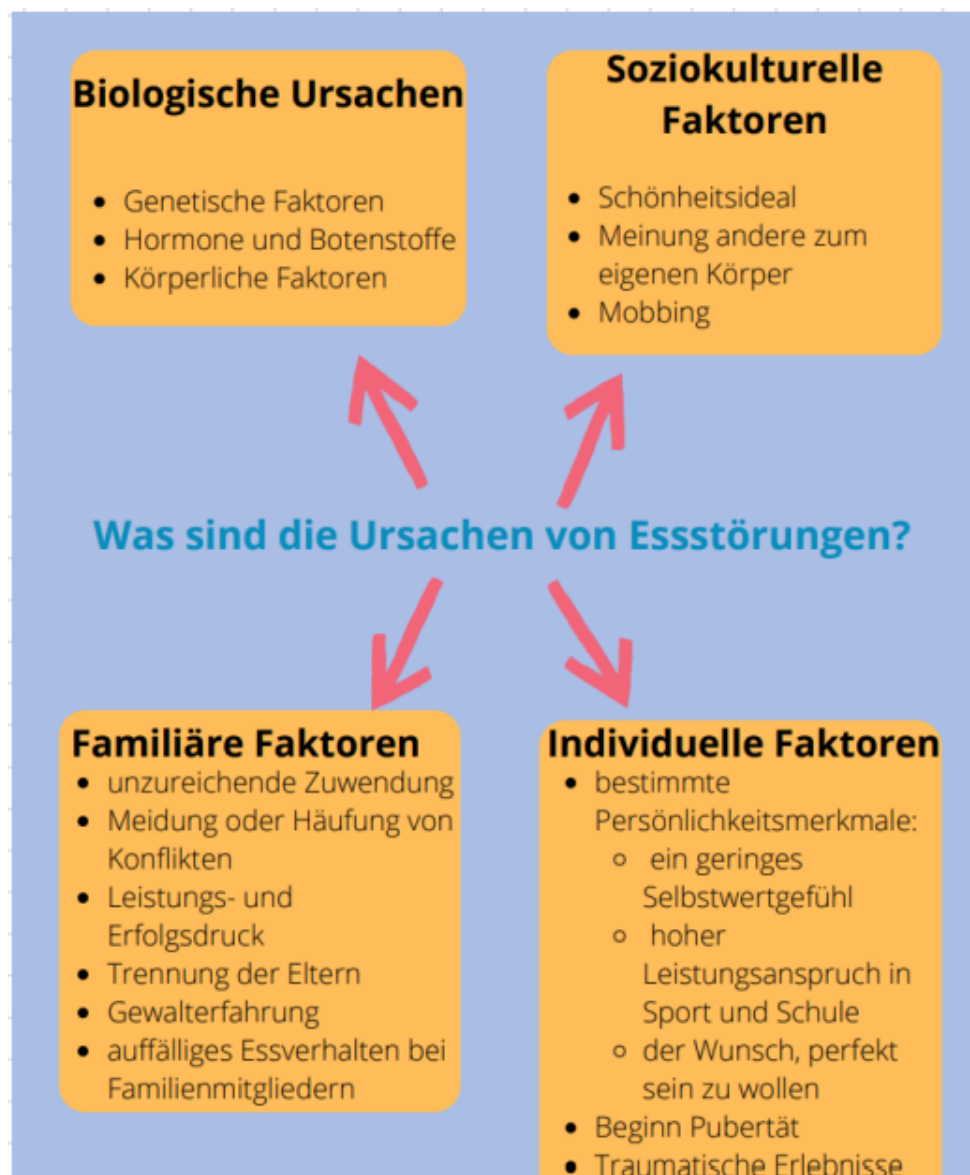 Biologische Ursachen
• Genetische Faktoren
• Hormone und Botenstoffe
• Körperliche Faktoren
Soziokulturelle
Faktoren
• Schönheitsideal
• Meinung andere zum
eigenen Körper
• Mobbing
Was sind die Ursachen von Essstörungen?
Familiäre Faktoren
• unzureichende Zuwendung
• Meidung oder Häufung von
Konflikten
• Leistungs- und
Erfolgsdruck
• Trennung der Eltern
• Gewalterfahrung
• auffälliges Essverhalten bei
Familienmitgliedern
Individuelle Faktoren
• bestimmte
Persönlichkeitsmerkmale:
◦ ein geringes
Selbstwertgefühl
◦ hoher
Leistungsanspruch in
Sport und Schule
◦ der Wunsch, perfekt
sein zu wollen
• Beginn Pubertät
• Traumatische Erlebnisse